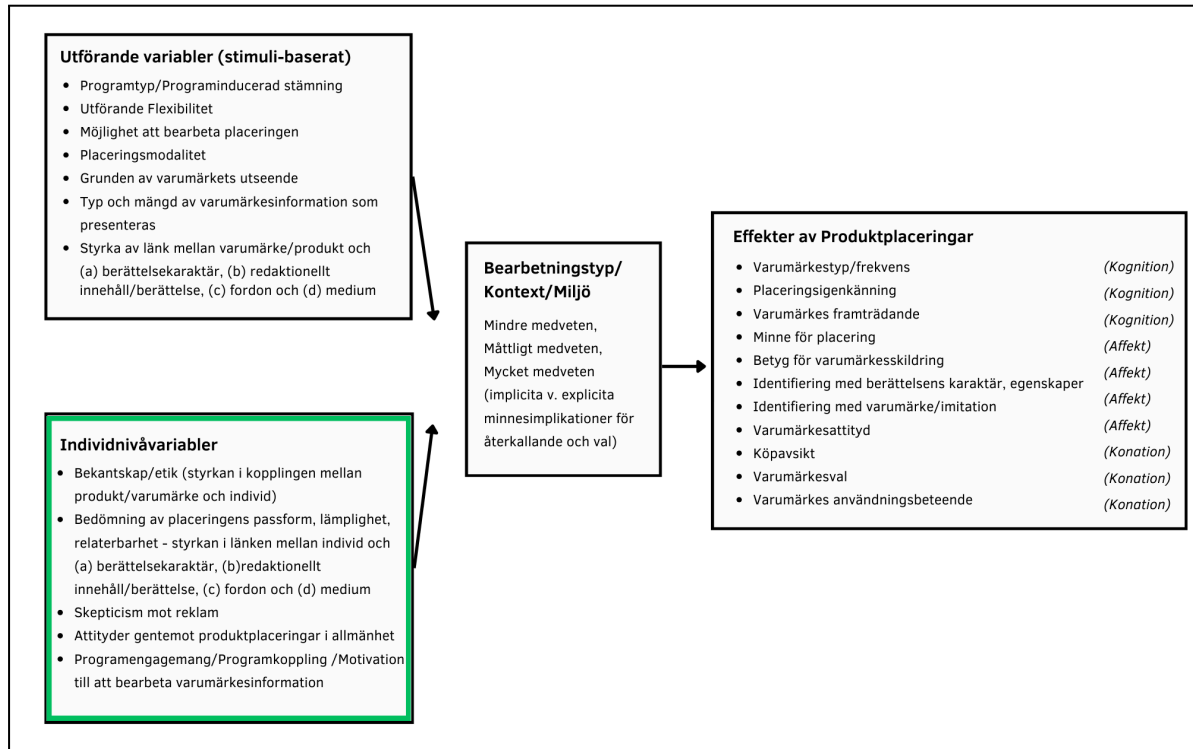 Utförande variabler (stimuli-baserat)
Programtyp/Programinducerad stämning
Utförande Flexibilitet
Möjlighet att bearbeta placeringen
Placeringsmodalitet
Grunden av varumärkets utseende
Typ och mängd av varumärkesinformation som
presenteras
Styrka av länk mellan varumärke/produkt och
(a) berättelsekaraktär, (b) redaktionellt
innehåll/berättelse, (c) fordon och (d) medium
Individnivåvariabler
Bekantskap/etik (styrkan i kopplingen mellan
produkt/varumärke och individ)
Bedömning av placeringens passform, lämplighet,
relaterbarhet - styrkan i länken mellan individ och
(a) berättelsekaraktär, (b)redaktionellt
innehåll/berättelse, (c) fordon och (d) medium
Skepticism mot reklam
Attityder gentemot produktplaceringar i allmänhet
Programengagemang/Programkoppling /Motivation
till att bearbeta varumärkesinformation
Bearbetningstyp/
Kontext/Miljö
Mindre medveten,
Måttligt medveten,
Mycket medveten
(implicita v. explicita
minnesimplikationer för
återkallande och val)
Effekter av Produktplaceringar
Varumärkestyp/frekvens (Kognition)
Placeringsigenkänning (Kognition)
Varumärkes framträdande (Kognition)
Minne för placering (Affekt)
Betyg för varumärkesskildring (Affekt)
Identifiering med berättelsens karaktär, egenskaper (Affekt)
Identifiering med varumärke/imitation (Affekt)
Varumärkesattityd (Konation)
Köpavsikt (Konation)
Varumärkesval (Konation)
Varumärkes användningsbeteende